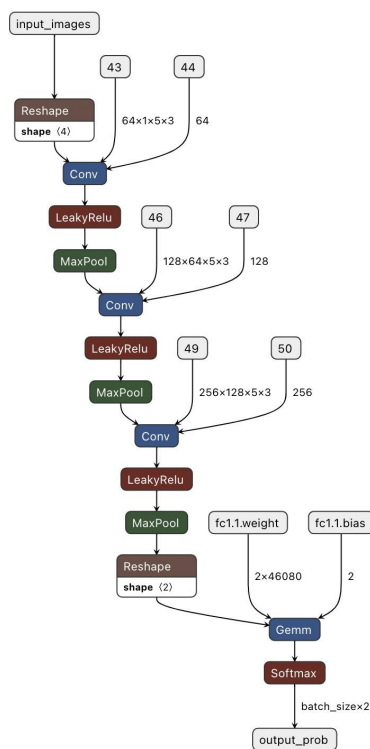 input_images
43
44
Reshape
shape ⟨4⟩
64×1×5×3
64
Conv
LeakyRelu
46
47
MaxPool
128×64×5×3
128
Conv
LeakyRelu
49
50
MaxPool
256×128×5×3
256
Conv
LeakyRelu
MaxPool
fc1.1.weight
fc1.1.bias
Reshape
shape ⟨2⟩
2×46080
2
Gemm
Softmax
batch_size×2
output_prob